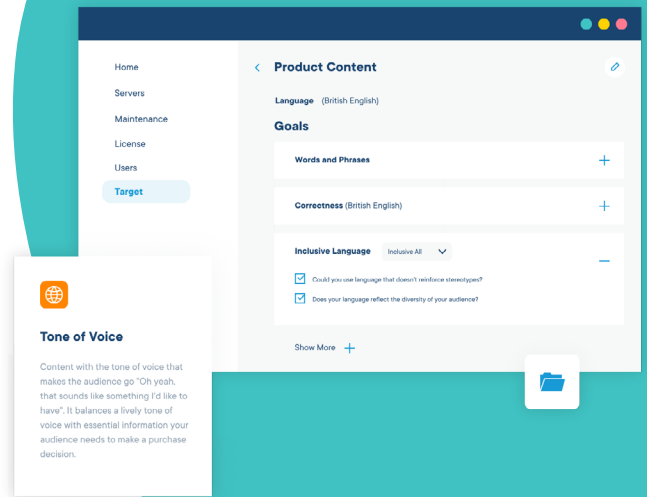 Home
Servers
Maintenance
License
Users
Target
Product Content
Language (British English)
Goals
Words and Phrases
Correctness (British English)
Inclusive Language Inclusive All
Could you use language that doesn't reinforce stereotypes?
Does your language reflect the diversity of your audience?
Show More
Tone of Voice
Content with the tone of voice that
makes the audience go "Oh yeah,
that sounds like something I'd like to
have". It balances a lively tone of
voice with essential information your
audience needs to make a purchase
decision.